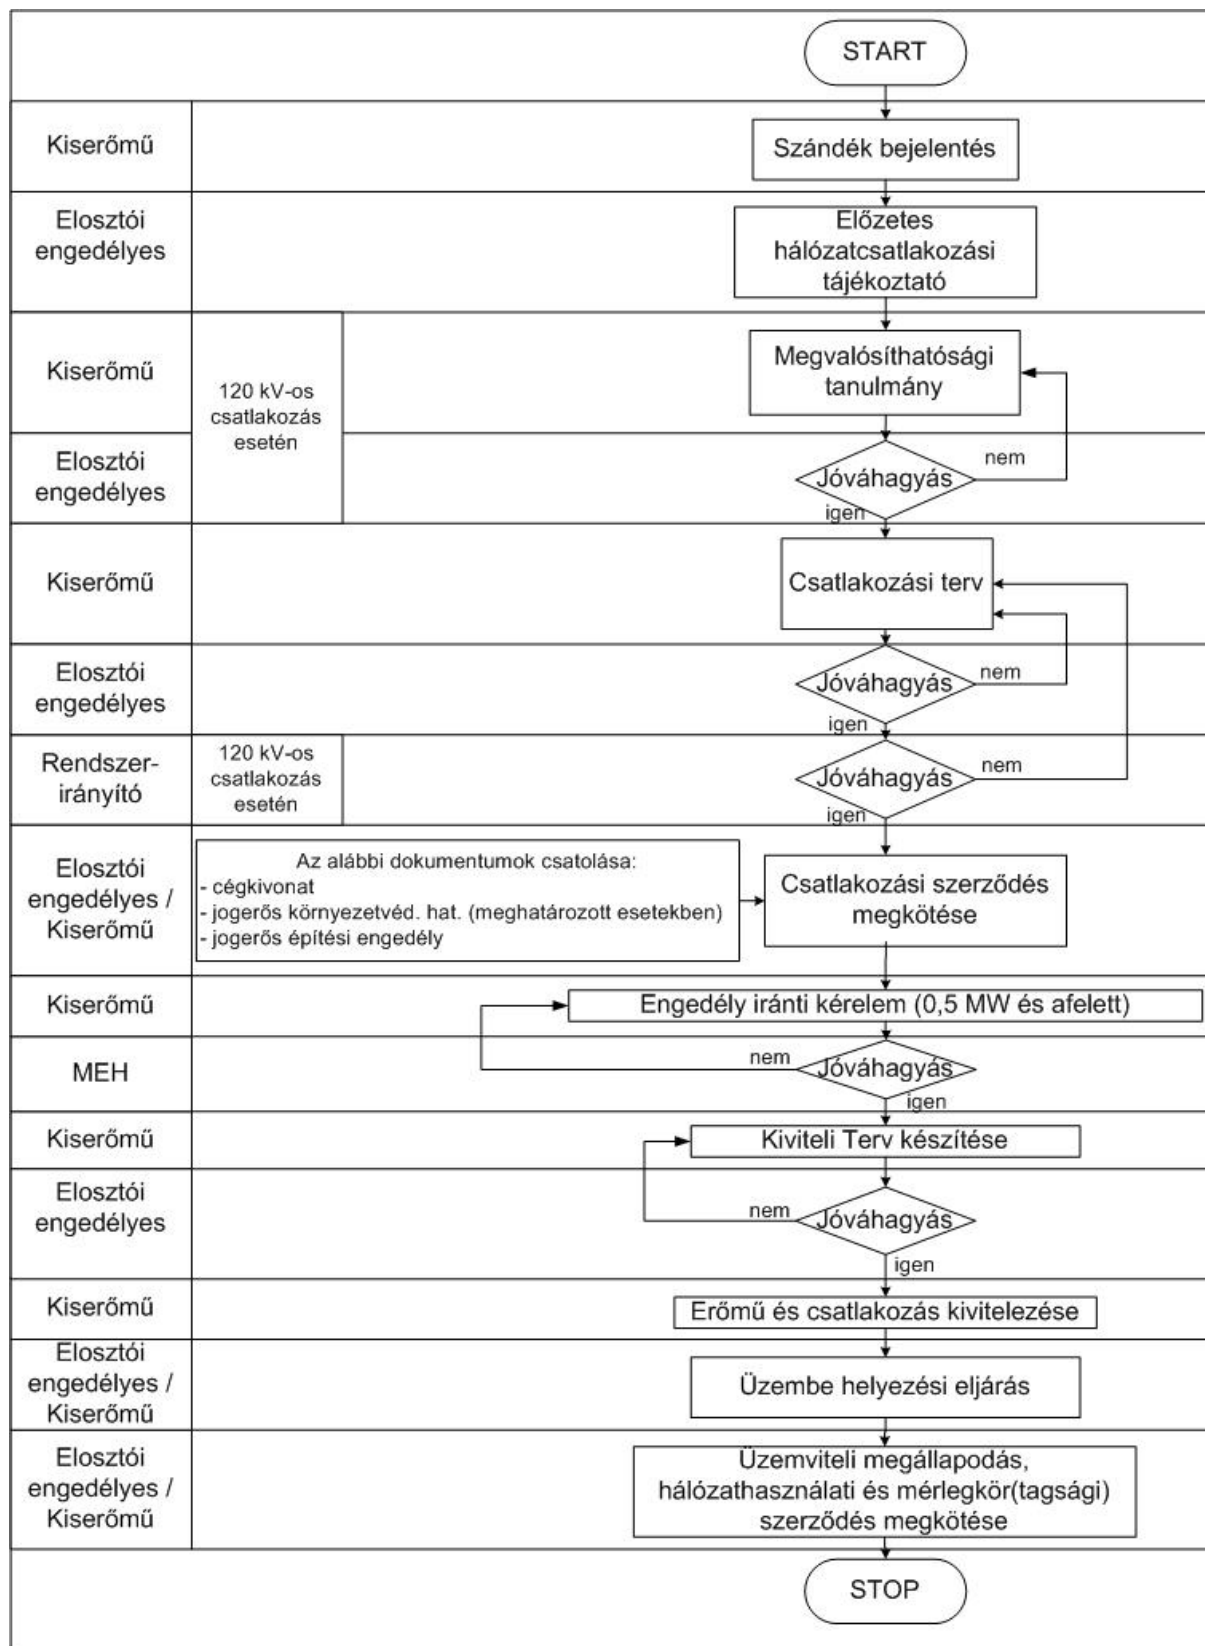 START
Kiserőmű
Szándék bejelentés
Elosztói
engedélyes
Előzetes
hálózatcsatlakozási
tájékoztató
Kiserőmű
120 kV-os
csatlakozás
esetén
Megvalósíthatósági
tanulmány
Elosztói
engedélyes
Jóváhagyás
nem
igen
Kiserőmű
Csatlakozási terv
Elosztói
engedélyes
Jóváhagyás
nem
igen
Rendszer-
irányító
120 kV-os
csatlakozás
esetén
Jóváhagyás
nem
igen
Elosztói
engedélyes /
Kiserőmű
Az alábbi dokumentumok csatolása:
- cégkivonat
- jogerős környezetvéd. hat. (meghatározott esetekben)
- jogerős építési engedély
Csatlakozási szerződés
megkötése
Kiserőmű
Engedély iránti kérelem (0,5 MW és afelett)
MEH
nem
Jóváhagyás
igen
Kiserőmű
Kiviteli Terv készítése
Elosztói
engedélyes
nem
Jóváhagyás
igen
Kiserőmű
Erőmű és csatlakozás kivitelezése
Elosztói
engedélyes /
Kiserőmű
Üzembe helyezési eljárás
Elosztói
engedélyes /
Kiserőmű
Üzemviteli megállapodás,
hálózathasználati és mérlegkör(tagsági)
szerződés megkötése
STOP